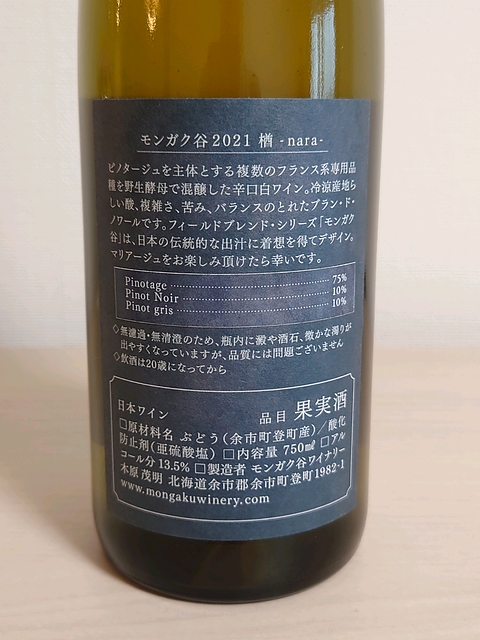 モンガク谷2021 楢 -nara-
ピノタージュを主体とする複数のフランス系専用品
種を野生酵母で混醸した辛口白ワイン。冷涼産地ら
しい酸、複雑さ、苦み、バランスのとれたブラン・ド・
ノワールです。フィールドブレンド・シリーズ「モンガク
谷」は、日本の伝統的な出汁に着想を得てデザイン。
マリアージュをお楽しみ頂けたら幸いです。
Pinotage 75%
Pinot Noir 10%
Pinot gris 10%
◇無濾過・無清澄のため、瓶内に澱や酒石、微かな濁りが
出やすくなっていますが、品質には問題ございません
◇飲酒は20歳になってから
日本ワイン 品目 果実酒
□原材料名 ぶどう(余市町登町産)/酸化
防止剤(亜硫酸塩) □内容量 750㎖ □アル
コール分 13.5% □製造者 モンガク谷ワイナリー
木原茂明 北海道余市郡余市町登町1982-1
www.mongakuwinery.com